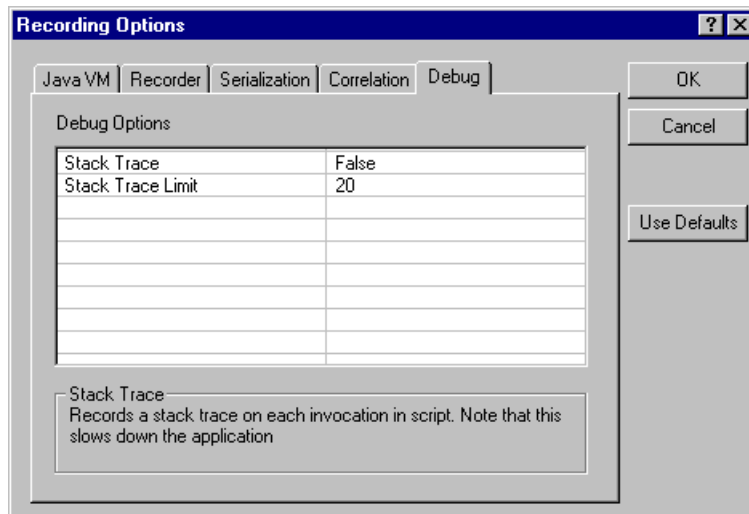 Recording Options
Java VM Recorder Serialization Correlation Debug
OK
Debug Options
Cancel
Stack Trace False
Stack Trace Limit 20
Use Defaults
Stack Trace
Records a stack trace on each invocation in script. Note that this
slows down the application